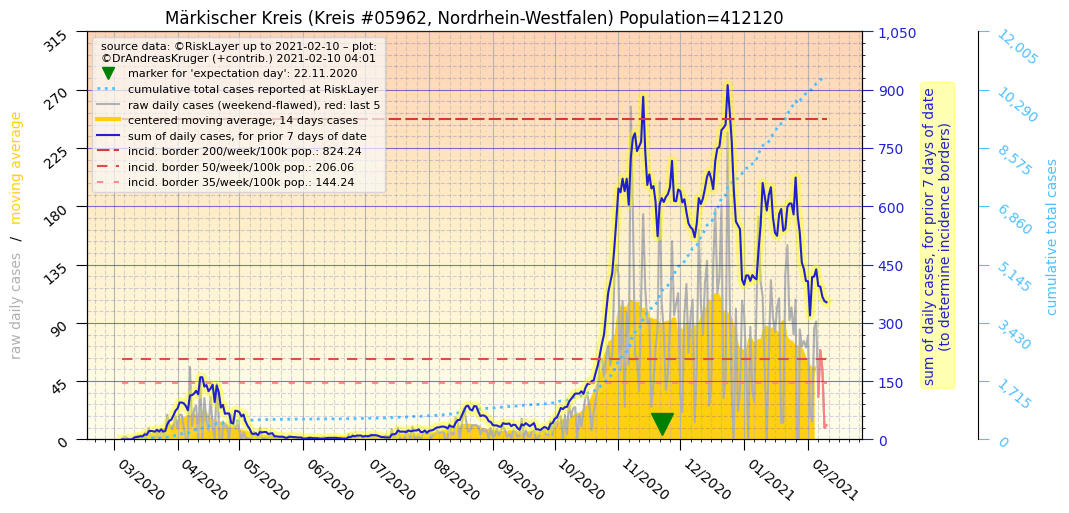 Märkischer Kreis (Kreis #05962, Nordrhein-Westfalen) Population=412120
source data: ©RiskLayer up to 2021-02-10 – plot:
©DrAndreasKruger (+contrib.) 2021-02-10 04:01
marker for 'expectation day': 22.11.2020
cumulative total cases reported at RiskLayer
raw daily cases (weekend-flawed), red: last 5
centered moving average, 14 days cases
sum of daily cases, for prior 7 days of date
incid. border 200/week/100k pop.: 824.24
incid. border 50/week/100k pop.: 206.06
incid. border 35/week/100k pop.: 144.24
raw daily cases / moving average
315
270
225
180
135
90
45
0
03/2020
04/2020
05/2020
06/2020
07/2020
08/2020
09/2020
10/2020
11/2020
12/2020
01/2021
02/2021
1,050
900
750
600
450
300
150
0
sum of daily cases, for prior 7 days of date
(to determine incidence borders)
12,005
10,290
8,575
6,860
5,145
3,430
1,715
0
cumulative total cases